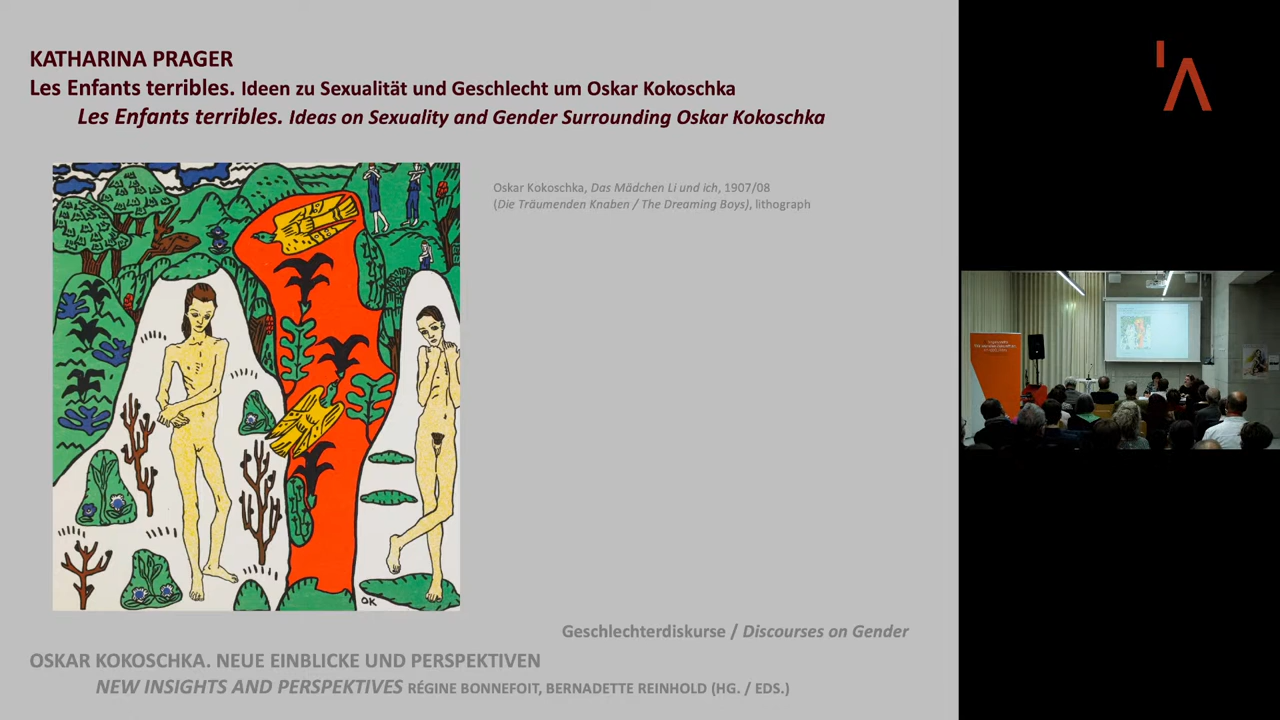 KATHARINA PRAGER
Les Enfants terribles. Ideen zu Sexualität und Geschlecht um Oskar Kokoschka
Les Enfants terribles. Ideas on Sexuality and Gender Surrounding Oskar Kokoschka
Oskar Kokoschka, Das Mädchen Li und ich, 1907/08
(Die Träumenden Knaben / The Dreaming Boys), lithograph
OK
Geschlechterdiskurse / Discourses on Gender
OSKAR KOKOSCHKA. NEUE EINBLICKE UND PERSPEKTIVEN
NEW INSIGHTS AND PERSPEKTIVES RÉGINE BONNEFOIT, BERNADETTE REINHOLD (HG. / EDS.)